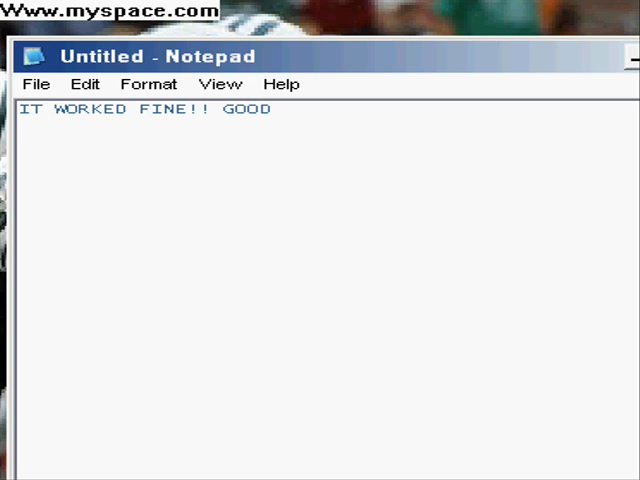 Www.myspace.com
Untitled - Notepad
File Edit Format View Help
IT WORKED FINE!! GOOD